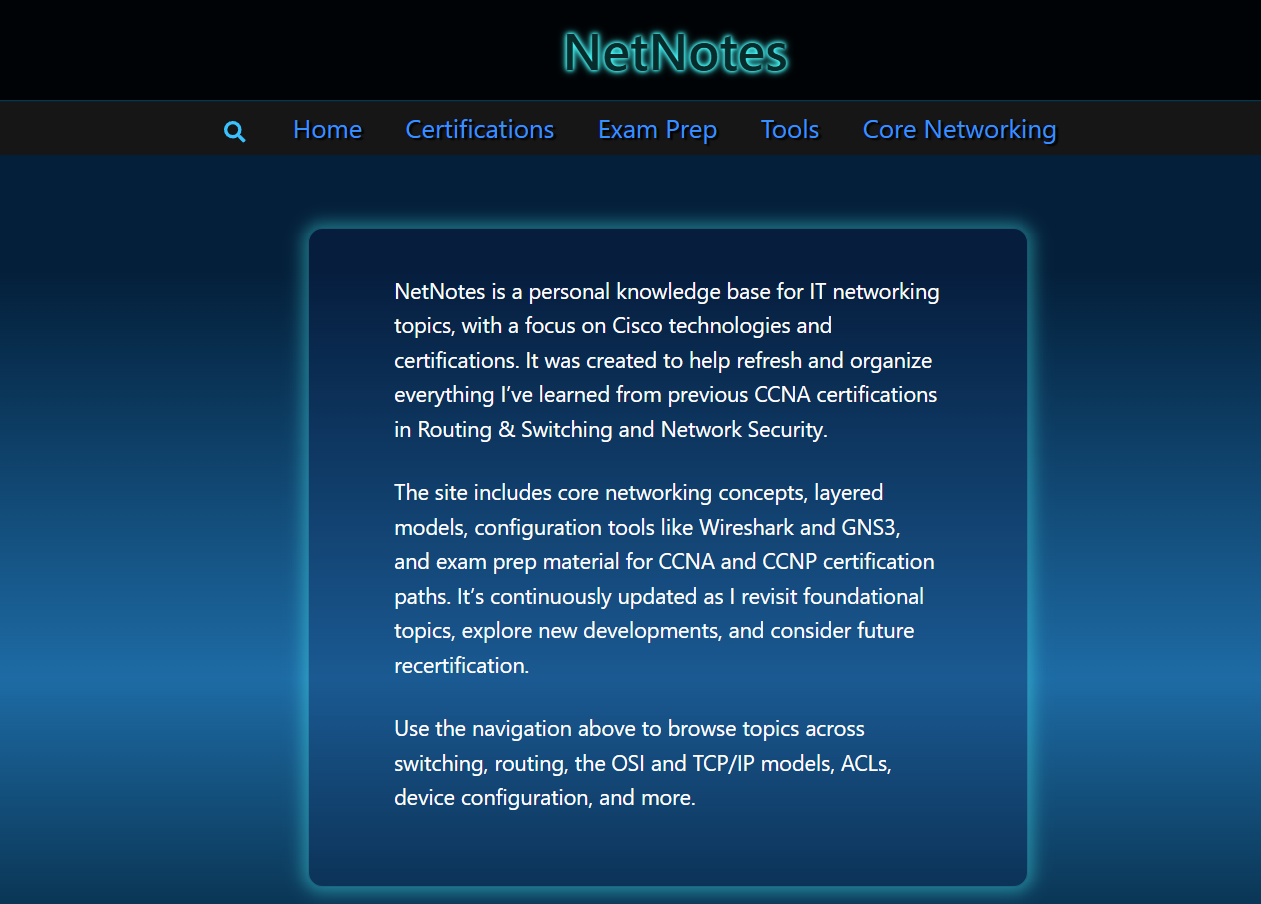 NetNotes
Home Certifications Exam Prep Tools Core Networking
NetNotes is a personal knowledge base for IT networking
topics, with a focus on Cisco technologies and
certifications. It was created to help refresh and organize
everything I’ve learned from previous CCNA certifications
in Routing & Switching and Network Security.
The site includes core networking concepts, layered
models, configuration tools like Wireshark and GNS3,
and exam prep material for CCNA and CCNP certification
paths. It’s continuously updated as I revisit foundational
topics, explore new developments, and consider future
recertification.
Use the navigation above to browse topics across
switching, routing, the OSI and TCP/IP models, ACLs,
device configuration, and more.